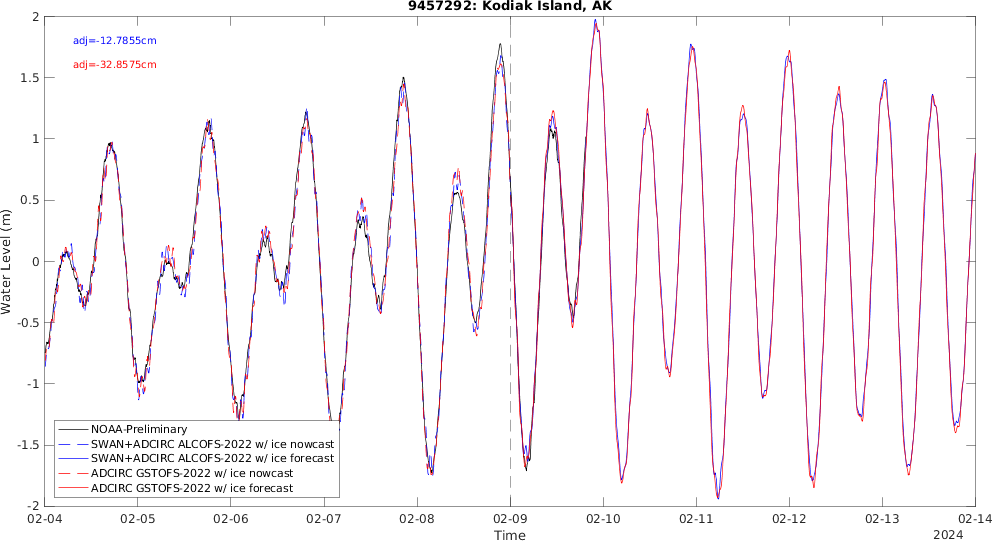 9457292: Kodiak Island, AK
adj=-12.7855cm
adj=-32.8575cm
2
1.5
1
0.5
0
-0.5
-1
-1.5
-2
Water Level (m)
NOAA-Preliminary
SWAN+ADCIRC ALCOFS-2022 w/ ice nowcast
SWAN+ADCIRC ALCOFS-2022 w/ ice forecast
ADCIRC GSTOFS-2022 w/ ice nowcast
ADCIRC GSTOFS-2022 w/ ice forecast
02-04 02-05 02-06 02-07 02-08 02-09 02-10 02-11 02-12 02-13 02-14
Time
2024